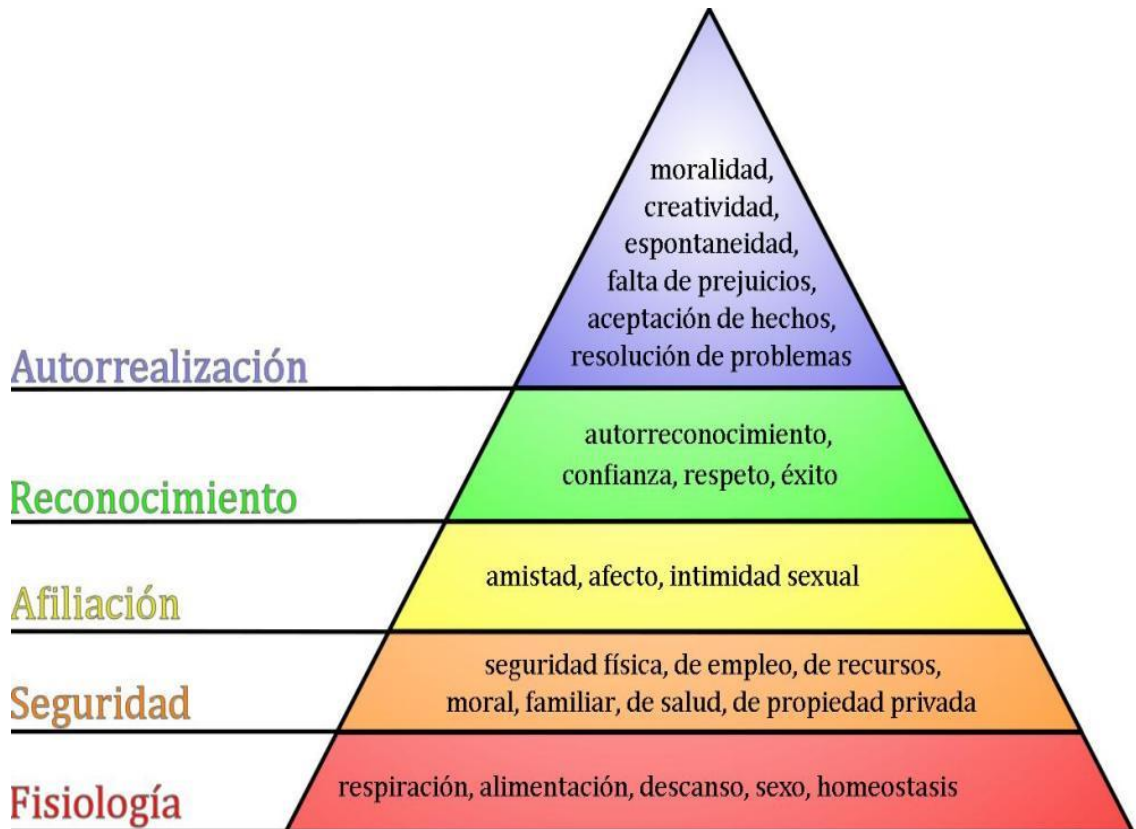 moralidad,
creatividad,
espontaneidad,
falta de prejuicios,
aceptación de hechos,
resolución de problemas
Autorrealización
autorreconocimiento,
confianza, respeto, éxito
Reconocimiento
amistad, afecto, intimidad sexual
Afiliación
seguridad física, de empleo, de recursos,
moral, familiar, de salud, de propiedad privada
Seguridad
respiración, alimentación, descanso, sexo, homeostasis
Fisiología